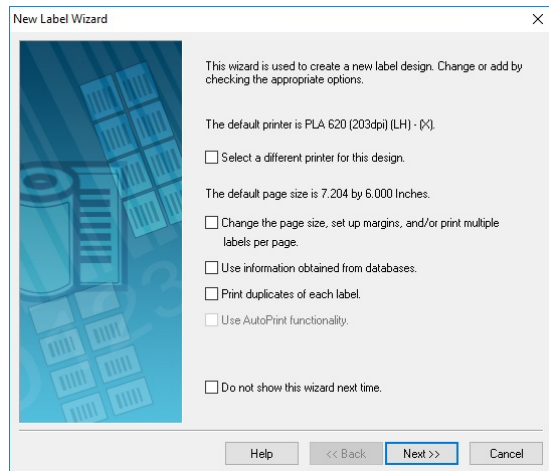 New Label Wizard
This wizard is used to create a new label design. Change or add by
checking the appropriate options.
The default printer is PLA 620 (203dpi) (LH) - (X).
Select a different printer for this design.
The default page size is 7.204 by 6.000 Inches.
Change the page size, set up margins, and/or print multiple
labels per page.
Use information obtained from databases.
Print duplicates of each label.
Use AutoPrint functionality.
Do not show this wizard next time.
Help << Back Next >> Cancel